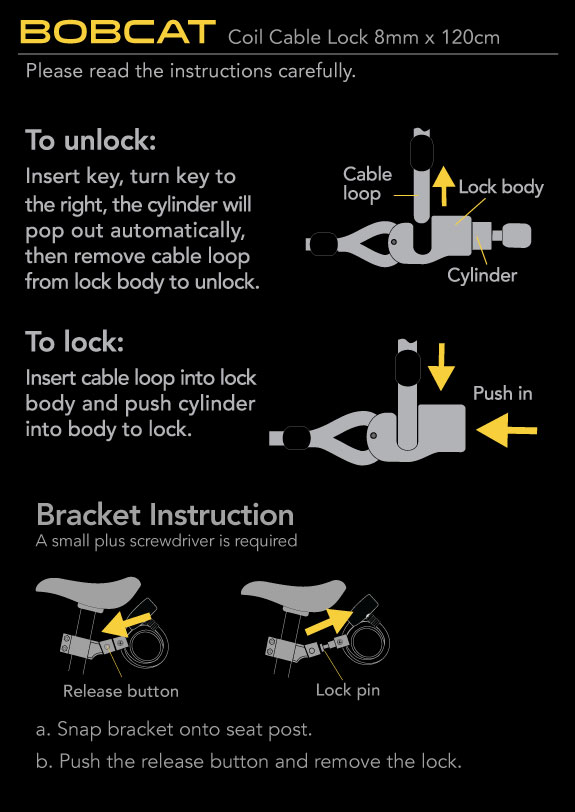 BOBCAT Coil Cable Lock 8mm x 120cm
Please read the instructions carefully.
To unlock:
Insert key, turn key to
the right, the cylinder will
pop out automatically,
then remove cable loop
from lock body to unlock.
Cable
loop
Lock body
Cylinder
To lock:
Insert cable loop into lock
body and push cylinder
into body to lock.
Push in
Bracket Instruction
A small plus screwdriver is required
Release button
Lock pin
a. Snap bracket onto seat post.
b. Push the release button and remove the lock.